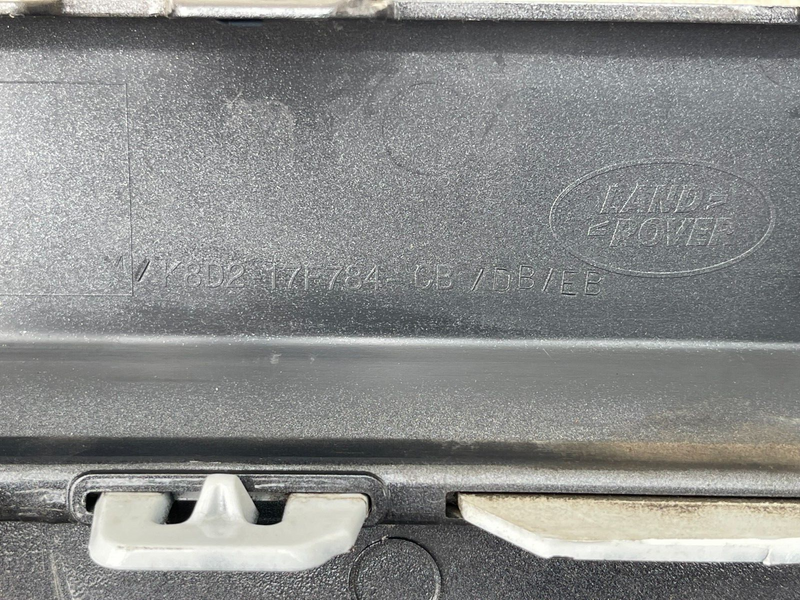 LAND
ROVER
K8D2 17F784-CB /DB/EB